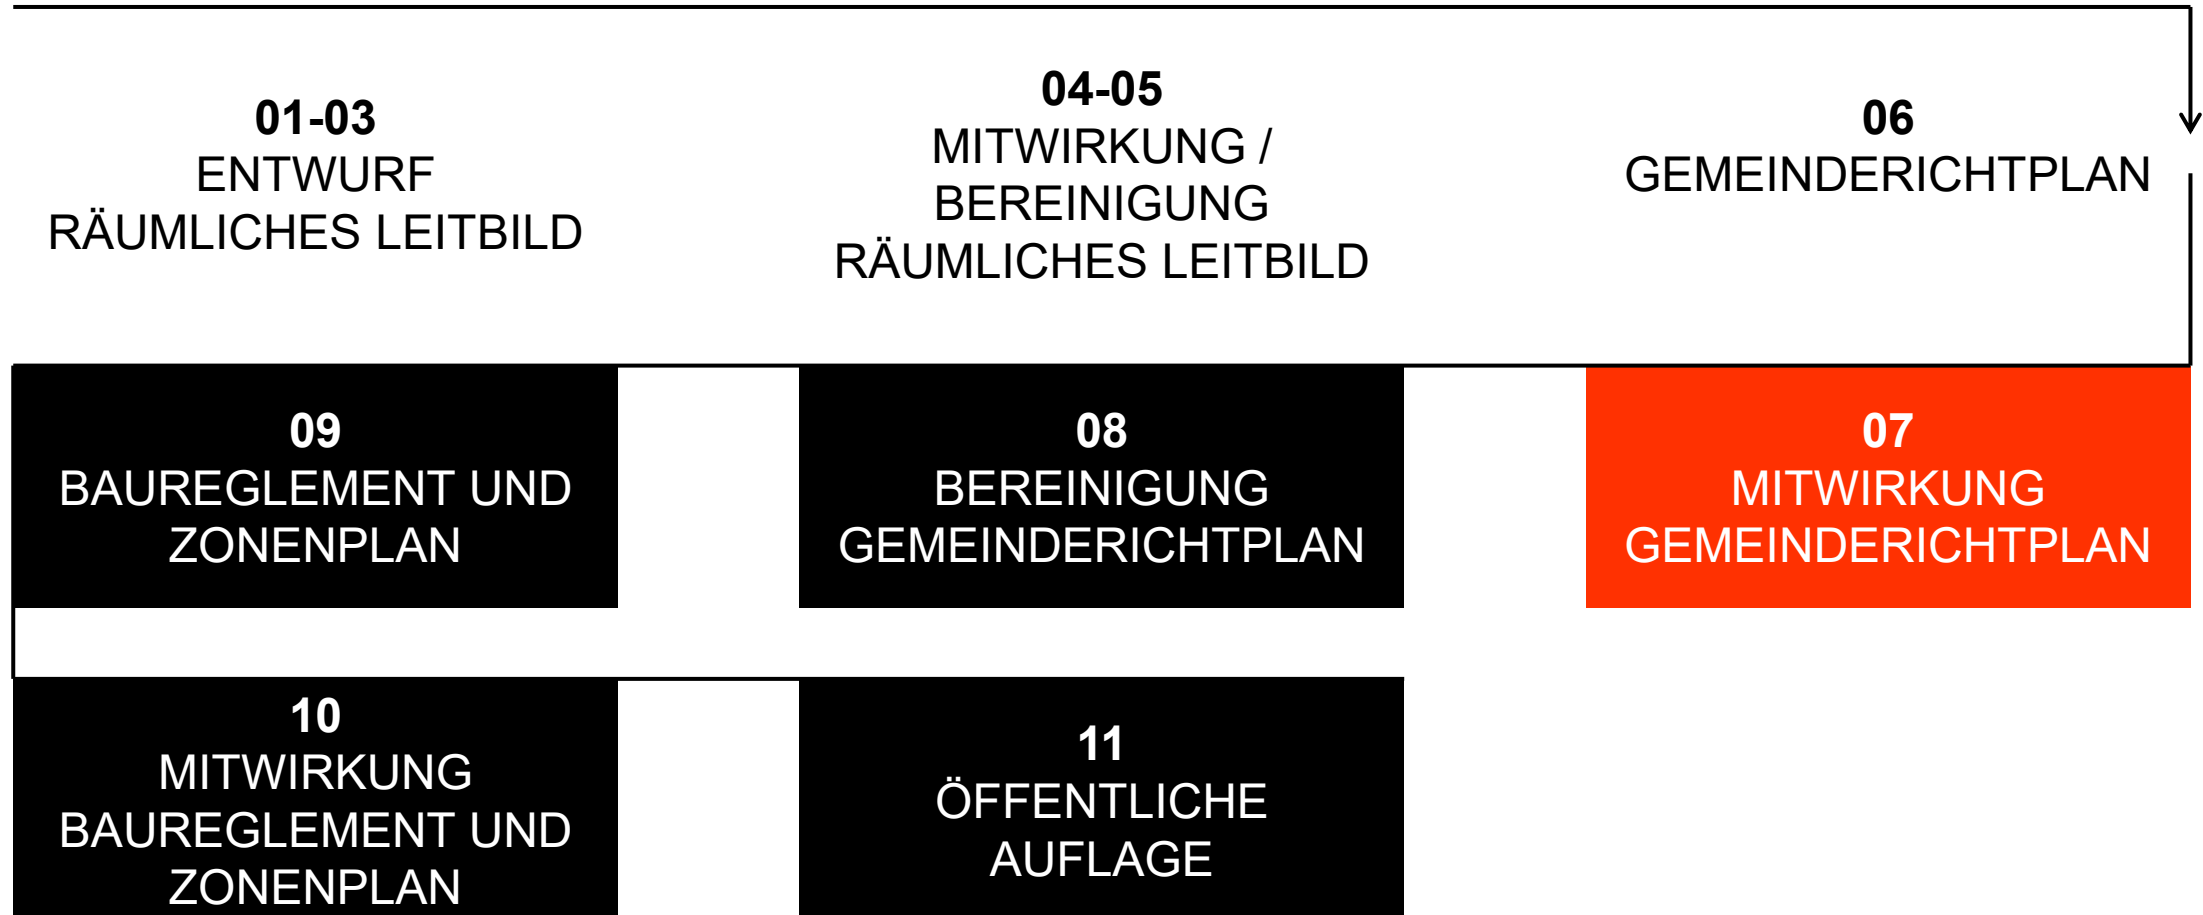 01-03
ENTWURF
RÄUMLICHES LEITBILD
04-05
MITWIRKUNG /
BEREINIGUNG
RÄUMLICHES LEITBILD
06
GEMEINDERICHTPLAN
09
BAUREGLEMENT UND
ZONENPLAN
08
BEREINIGUNG
GEMEINDERICHTPLAN
07
MITWIRKUNG
GEMEINDERICHTPLAN
10
MITWIRKUNG
BAUREGLEMENT UND
ZONENPLAN
11
ÖFFENTLICHE
AUFLAGE